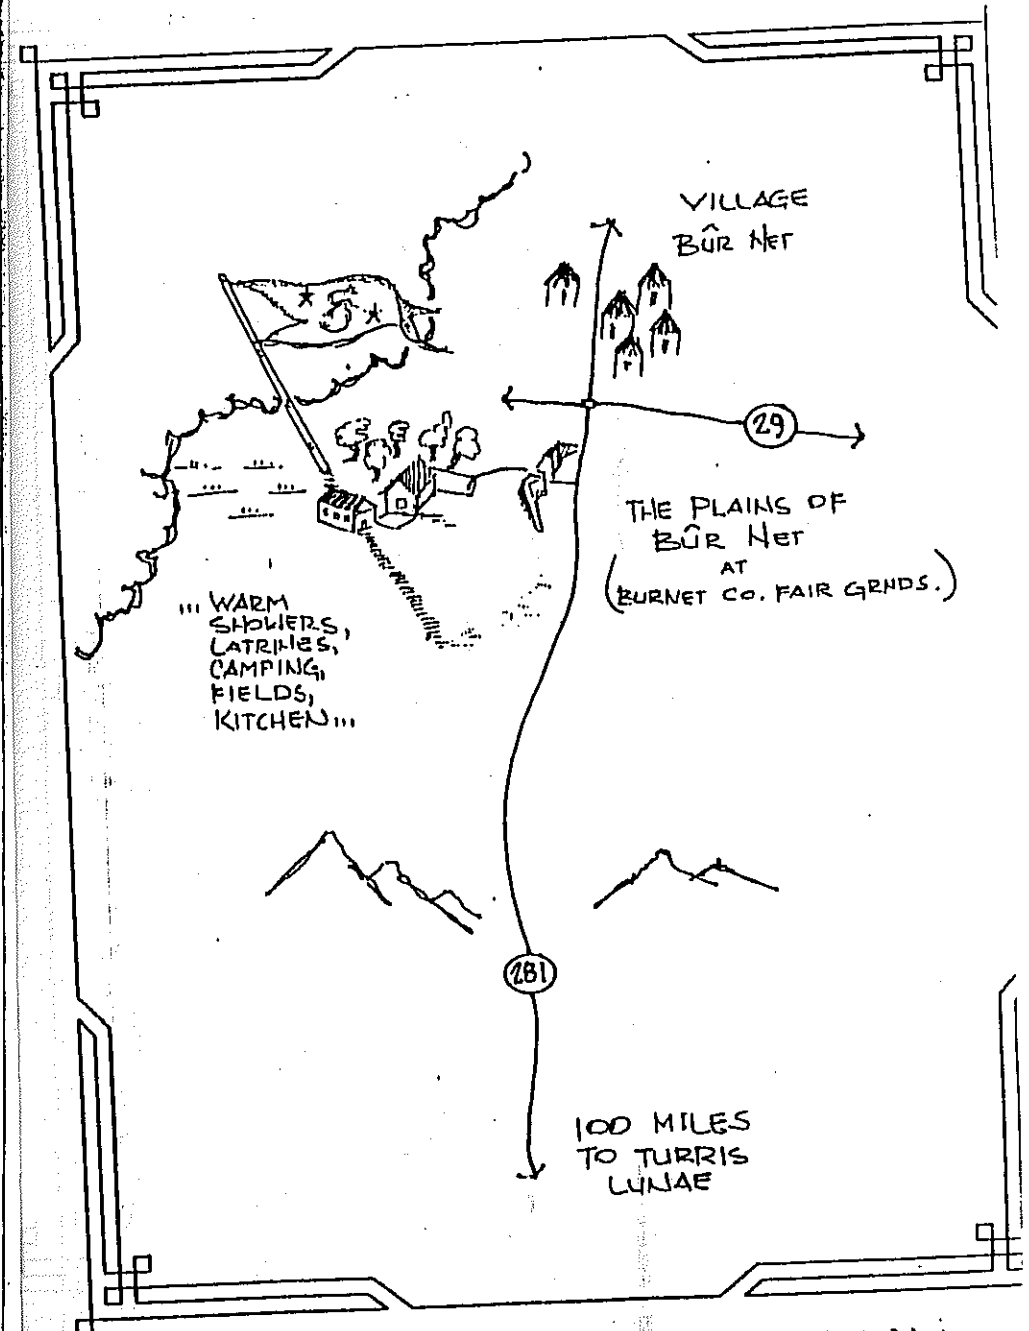 VILLAGE
BÛR NET
29
THE PLAINS OF
BÛR NET
AT
(BURNET CO. FAIR GRNDS.)
... WARM
SHOWERS,
LATRINES,
CAMPING,
FIELDS,
KITCHEN...
281
100 MILES
TO TURRIS
LUNAE